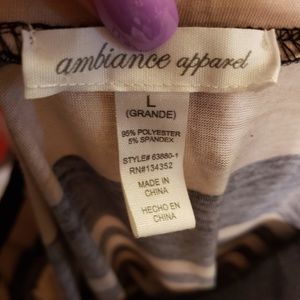 ambiance apparel
L
(GRANDE)
95% POLYESTER
5% SPANDEX
STYLE# 63880-1
RN#134352
MADE IN
CHINA
HECHO EN
CHINA